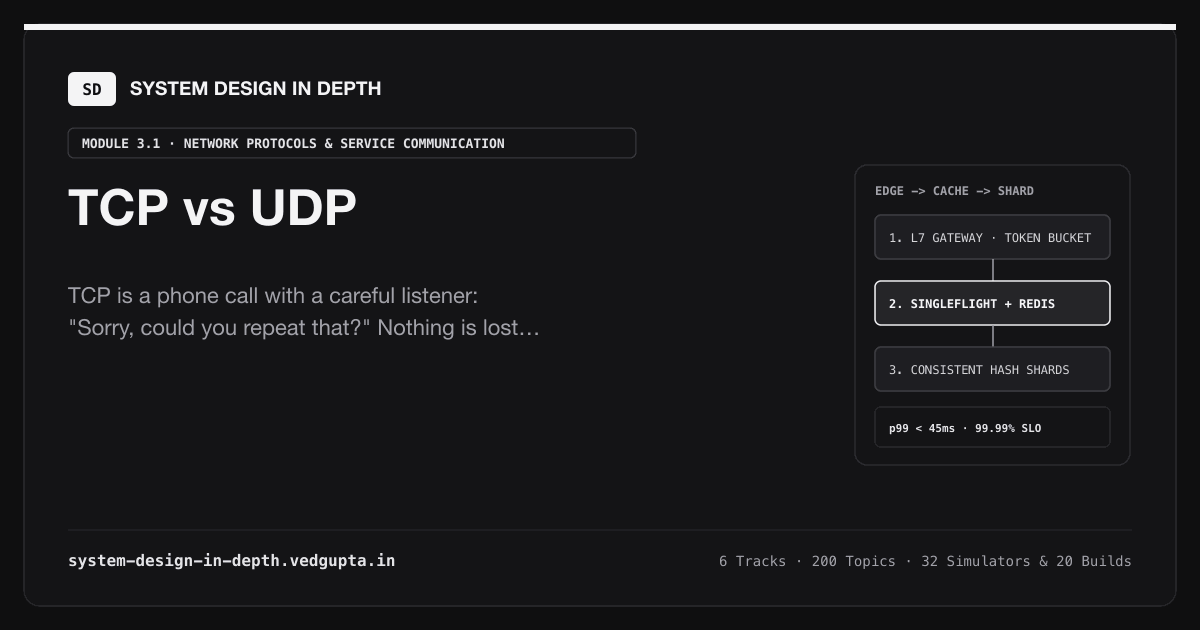 SD SYSTEM DESIGN IN DEPTH
MODULE 3.1 · NETWORK PROTOCOLS & SERVICE COMMUNICATION
TCP vs UDP
TCP is a phone call with a careful listener:
"Sorry, could you repeat that?" Nothing is lost…
EDGE —> CACHE —> SHARD
1. L7 GATEWAY · TOKEN BUCKET
2. SINGLEFLIGHT + REDIS
3. CONSISTENT HASH SHARDS
p99 < 45ms · 99.99% SLO
system-design-in-depth.vedgupta.in
6 Tracks · 200 Topics · 32 Simulators & 20 Builds